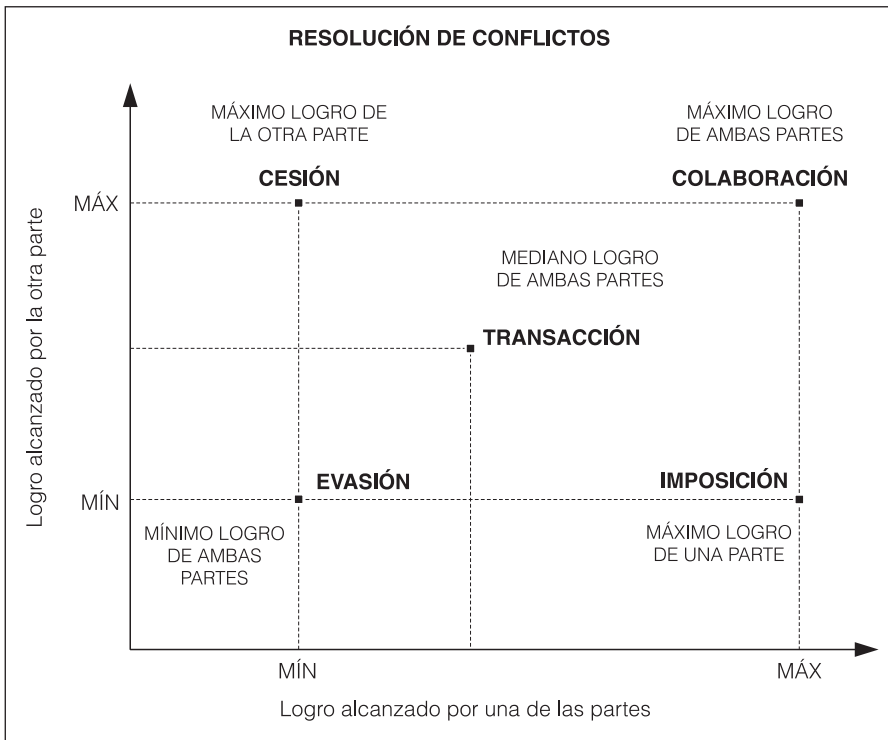 RESOLUCIÓN DE CONFLICTOS
MÁXIMO LOGRO DE
LA OTRA PARTE
CESIÓN
MÁXIMO LOGRO
DE AMBAS PARTES
COLABORACIÓN
MÁX
MEDIANO LOGRO
DE AMBAS PARTES
TRANSACCIÓN
Logro alcanzado por la otra parte
EVASIÓN
IMPOSICIÓN
MÍN
MÍNIMO LOGRO
DE AMBAS
PARTES
MÁXIMO LOGRO
DE UNA PARTE
MÍN
MÁX
Logro alcanzado por una de las partes